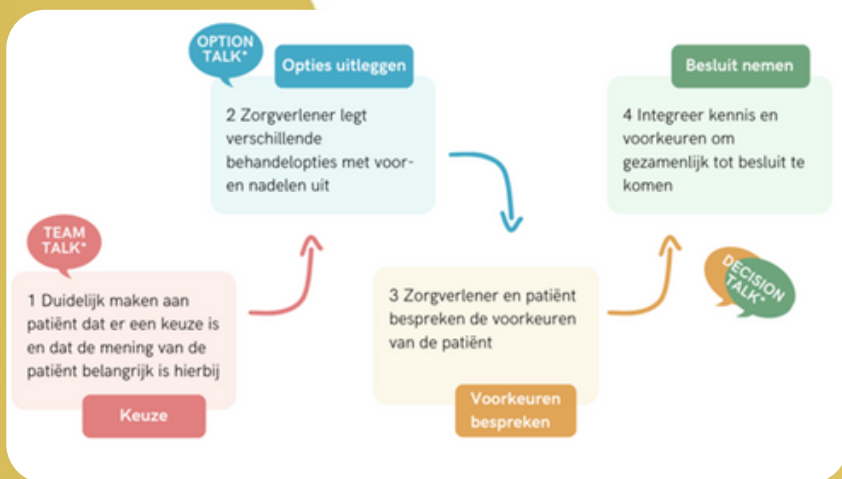 TEAM
TALK*
1 Duidelijk maken aan
patiënt dat er een keuze is
en dat de mening van de
patiënt belangrijk is hierbij
Keuze
OPTION
TALK*
Opties uitleggen
2 Zorgverlener legt
verschillende
behandelopties met voor-
en nadelen uit
3 Zorgverlener en patiënt
bespreken de voorkeuren
van de patiënt
Voorkeuren
bespreken
Besluit nemen
4 Integreer kennis en
voorkeuren om
gezamenlijk tot besluit te
komen
DECISION
TALK*